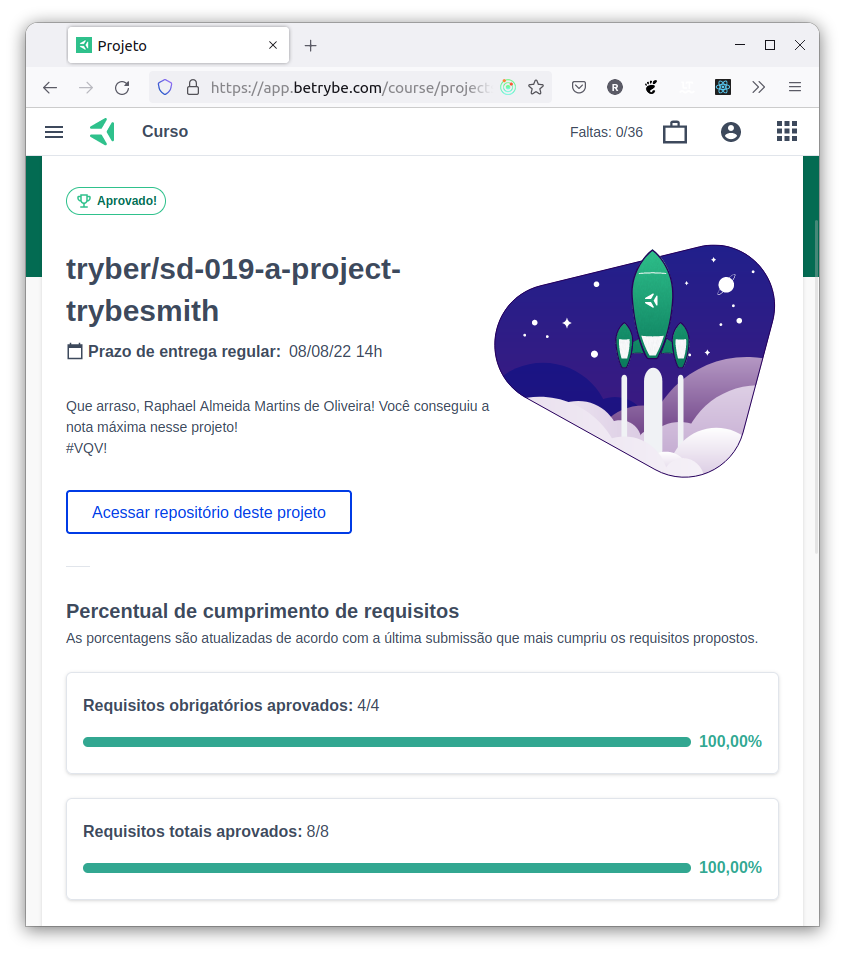 Projeto
https://app.betrybe.com/course/project
R
Curso
Faltas: 0/36
Aprovado!
tryber/sd-019-a-project-
trybesmith
Prazo de entrega regular: 08/08/22 14h
Que arraso, Raphael Almeida Martins de Oliveira! Você conseguiu a
nota máxima nesse projeto!
#VQV!
Acessar repositório deste projeto
Percentual de cumprimento de requisitos
As porcentagens são atualizadas de acordo com a última submissão que mais cumpriu os requisitos propostos.
Requisitos obrigatórios aprovados: 4/4
100,00%
Requisitos totais aprovados: 8/8
100,00%